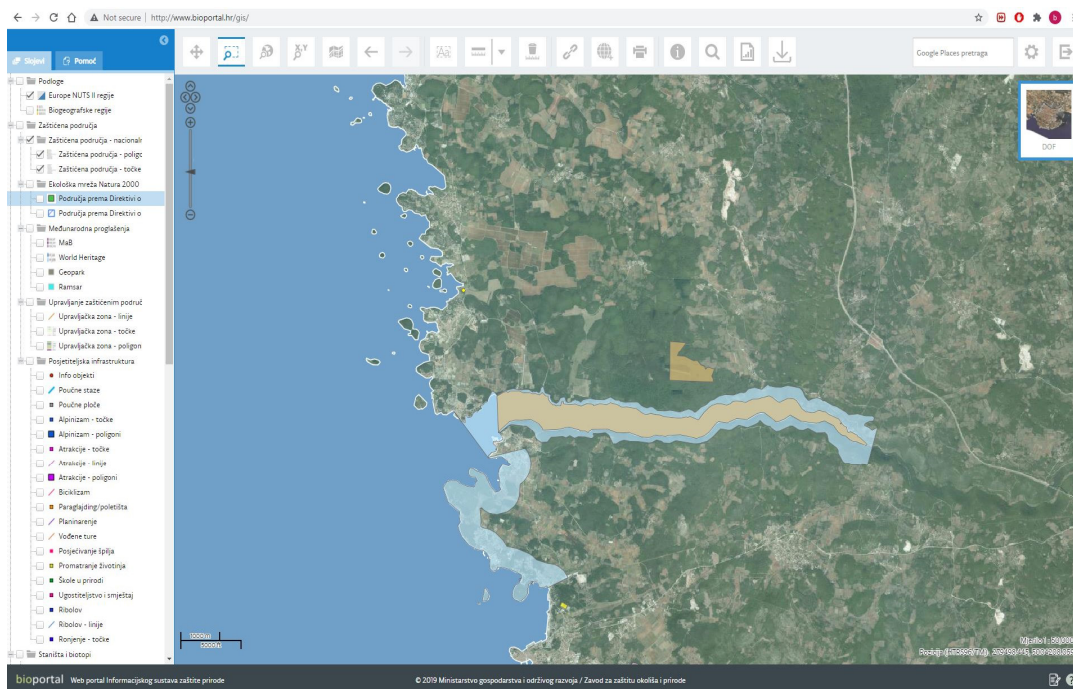 Not secure | http://www.bioportal.hr/gis/
Slojevi
Pomoć
Google Places pretraga
Podloge
Europe NUTS II regije
Biogeografske regije
Zaštićena područja
Zaštićena područja - nacionalr
Zaštićena područja - poligc
Zaštićena područja - točke
Ekološka mreža Natura 2000
Područja prema Direktivi o
Područja prema Direktivi o
Međunarodna proglašenja
MaB
World Heritage
Geopark
Ramsar
Upravljanje zaštićenim područ
Upravljačka zona - linije
Upravljačka zona - točke
Upravljačka zona - poligon
Posjetiteljska infrastruktura
Info objekti
Poučne staze
Poučne ploče
Alpinizam - točke
Alpinizam - poligoni
Atrakcije - točke
Atrakcije - linije
Atrakcije - poligoni
Biciklizam
Paraglajding/poletišta
Planinarenje
Vođene ture
Posjećivanje špilja
Promatranje životinja
Škole u prirodi
Ugostiteljstvo i smještaj
Ribolov
Ribolov - linije
Ronjenje - točke
Staništa i biotopi
DOF
1000 m
5000 ft
bioportal Web portal Informacijskog sustava zaštite prirode
© 2019 Ministarstvo gospodarstva i održivog razvoja / Zavod za zaštitu okoliša i prirode